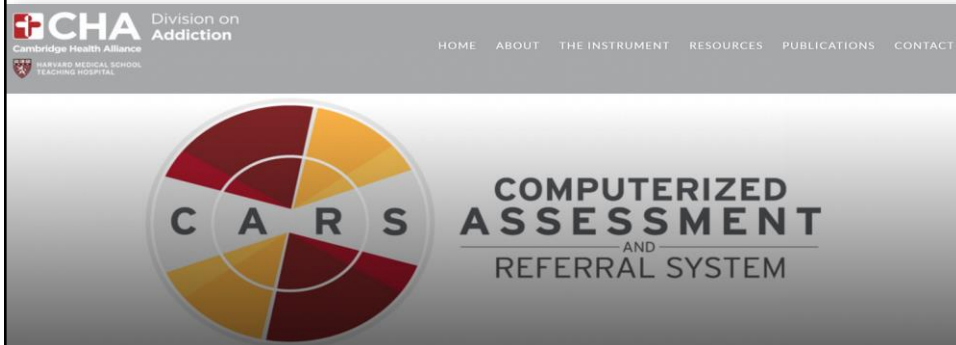 CHA
Cambridge Health Alliance
Division on
Addiction
HARVARD MEDICAL SCHOOL
TEACHING HOSPITAL
HOME ABOUT THE INSTRUMENT RESOURCES PUBLICATIONS CONTACT
C A R S
COMPUTERIZED
ASSESSMENT
AND
REFERRAL SYSTEM